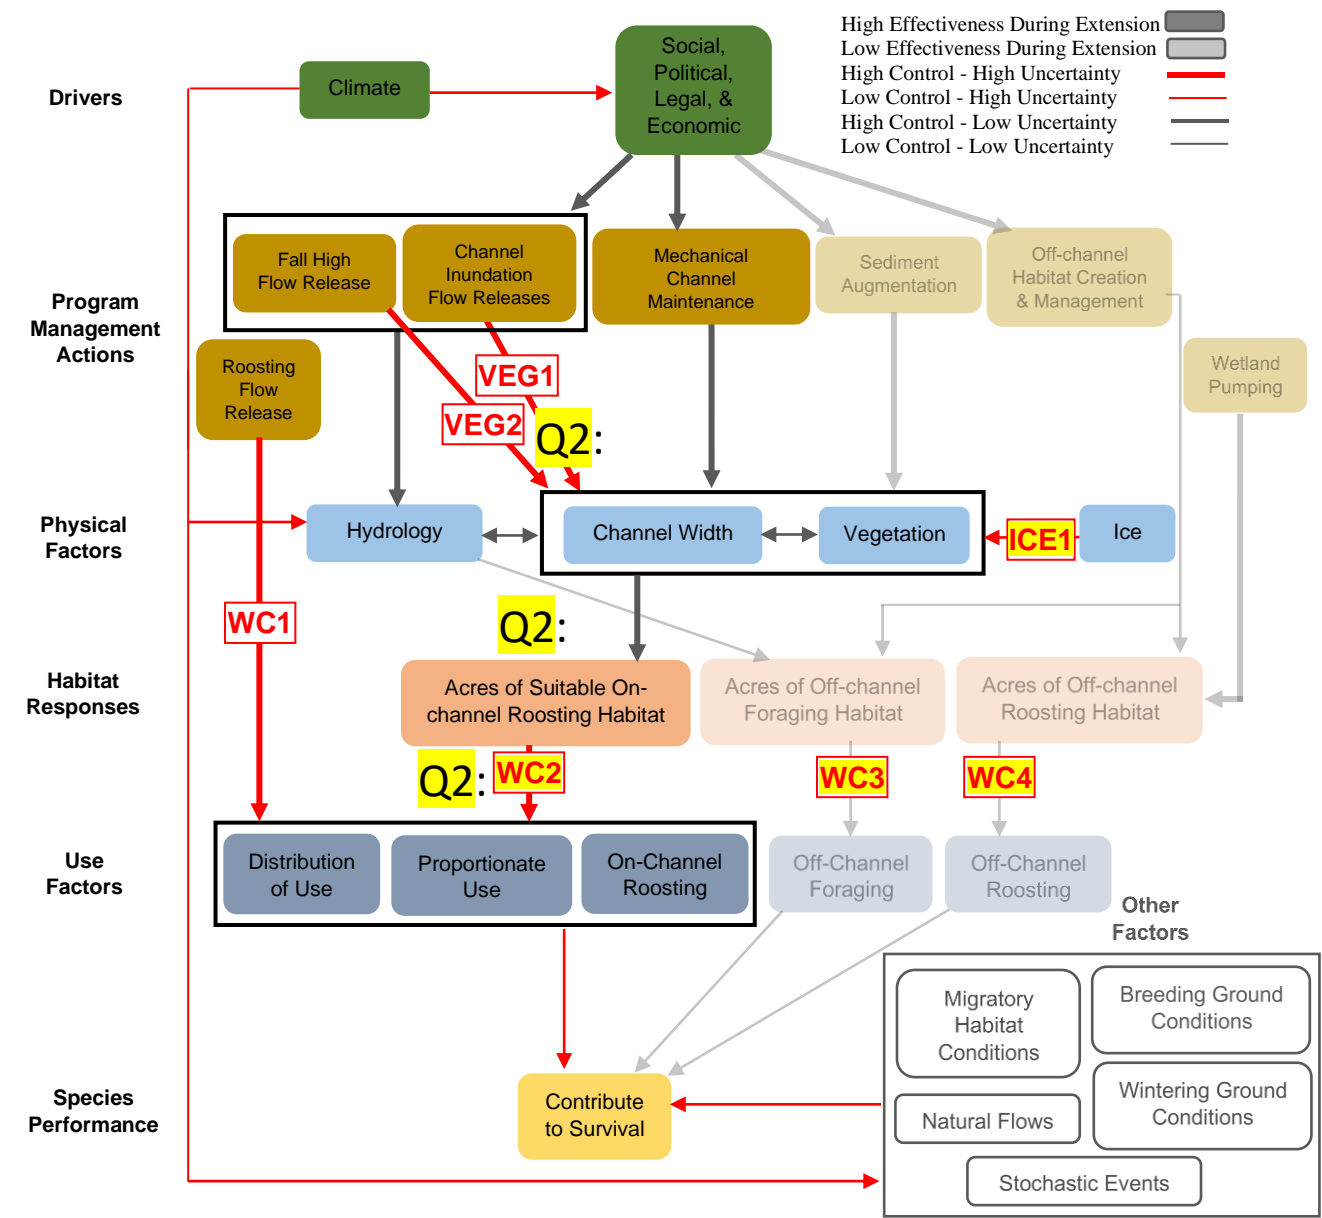 High Effectiveness During Extension
Low Effectiveness During Extension
High Control - High Uncertainty
Low Control - High Uncertainty
High Control - Low Uncertainty
Low Control - Low Uncertainty
Drivers
Climate
Social,
Political,
Legal, &
Economic
Program
Management
Actions
Fall High
Flow Release
Channel
Inundation
Flow Releases
Mechanical
Channel
Maintenance
Sediment
Augmentation
Off-channel
Habitat Creation
& Management
Roosting
Flow
Release
Wetland
Pumping
VEG1
VEG2
Q2:
Physical
Factors
Hydrology
Channel Width
Vegetation
ICE1
Ice
WC1
Q2:
Habitat
Responses
Acres of Suitable On-
channel Roosting Habitat
Acres of Off-channel
Foraging Habitat
Acres of Off-channel
Roosting Habitat
Q2:
WC2
WC3
WC4
Use
Factors
Distribution
of Use
Proportionate
Use
On-Channel
Roosting
Off-Channel
Foraging
Off-Channel
Roosting
Other
Factors
Migratory
Habitat
Conditions
Breeding Ground
Conditions
Natural Flows
Wintering Ground
Conditions
Stochastic Events
Species
Performance
Contribute
to Survival